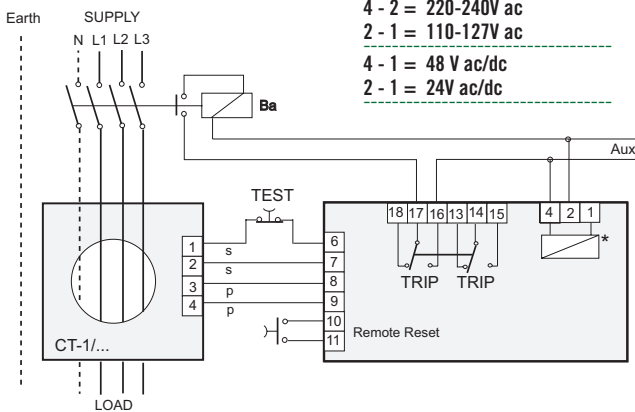 4 - 2 = 220-240V ac
2 - 1 = 110-127V ac
4 - 1 = 48 V ac/dc
2 - 1 = 24V ac/dc
Earth
SUPPLY
N L1 L2 L3
Ba
Aux
TEST
18 17 16 13 14 15
4 2 1
*
TRIP TRIP
1
2
3
4
s
s
p
p
6
7
8
9
10
11
Remote Reset
CT-1/...
LOAD